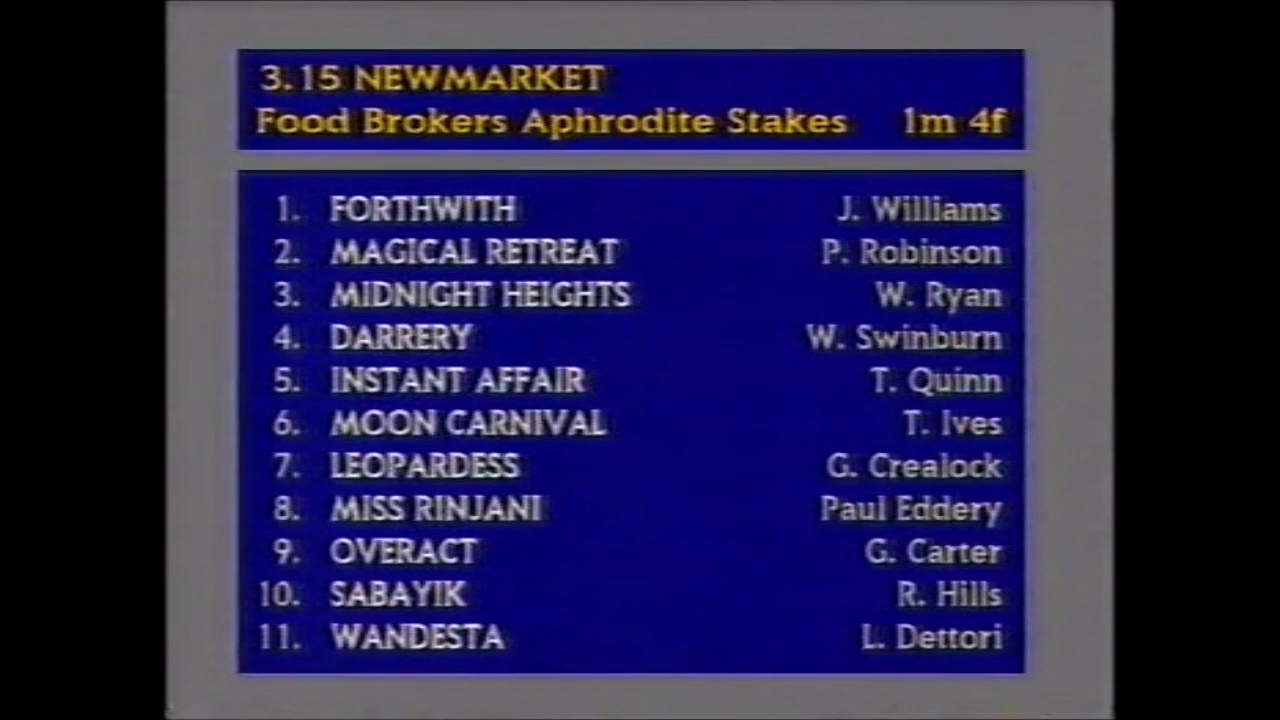 3.15 NEWMARKET
Food Brokers Aphrodite Stakes 1m 4f
1. FORTHWITH J. Williams
2. MAGICAL RETREAT P. Robinson
3. MIDNIGHT HEIGHTS W. Ryan
4. DARRERY W. Swinburn
5. INSTANT AFFAIR T. Quinn
6. MOON CARNIVAL T. Ives
7. LEOPARDESS G. Crealock
8. MISS RINJANI Paul Eddery
9. OVERACT G. Carter
10. SABAYIK R. Hills
11. WANDESTA L. Dettori